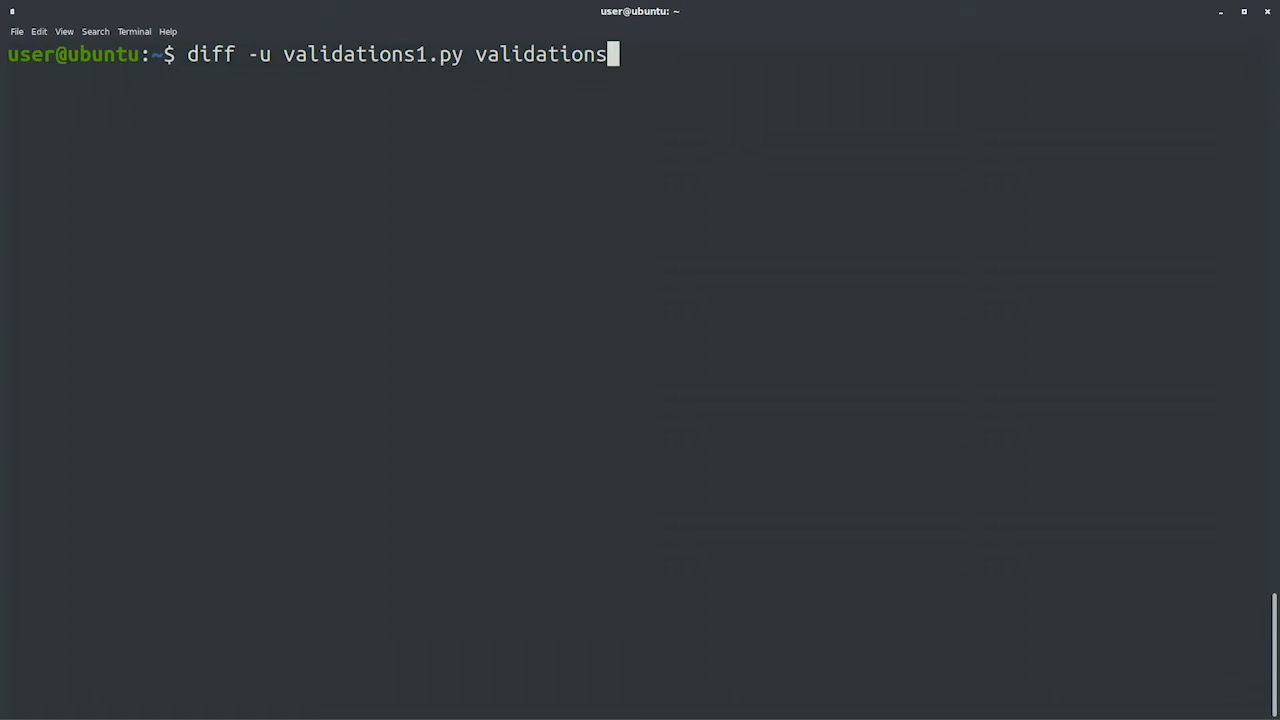 user@ubuntu: ~
File Edit View Search Terminal Help
user@ubuntu:~$ diff -u validations1.py validations